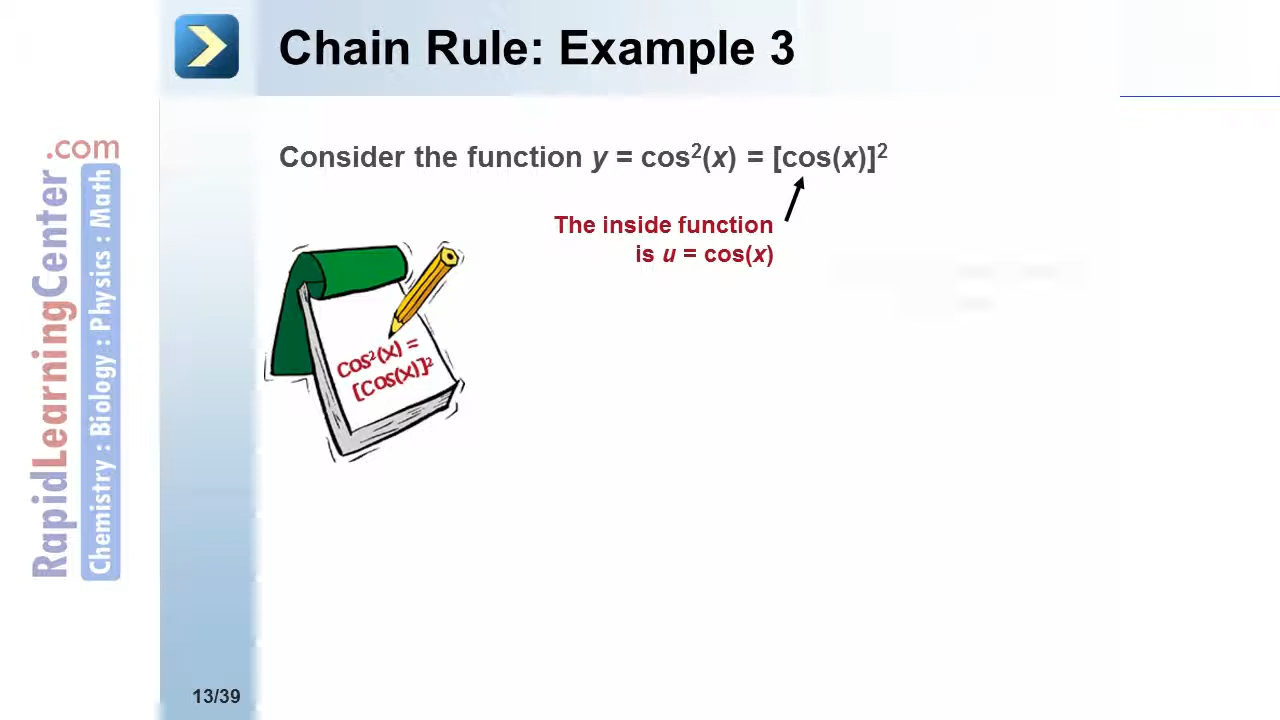 Chain Rule: Example 3
Consider the function y = cos²(x) = [cos(x)]²
The inside function
is u = cos(x)
Cos²(x) =
[Cos(x)]²
RapidLearningCenter.com
Chemistry : Biology : Physics : Math
13/39